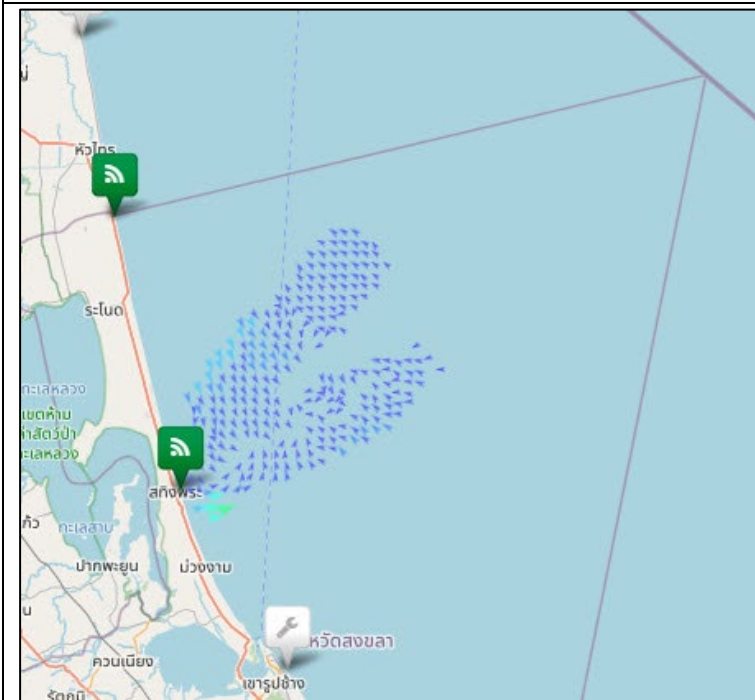 หัวไทร
ระโนด
ทะเลหลวง
เขตห้าม
ล่าสัตว์ป่า
ทะเลหลวง
สทิงพระ
ทะเลสาบ
ปากพะยูน
ม่วงงาม
หวัดสงขลา
ควนเนียง
เขารูปช้าง
รัตภูมิ